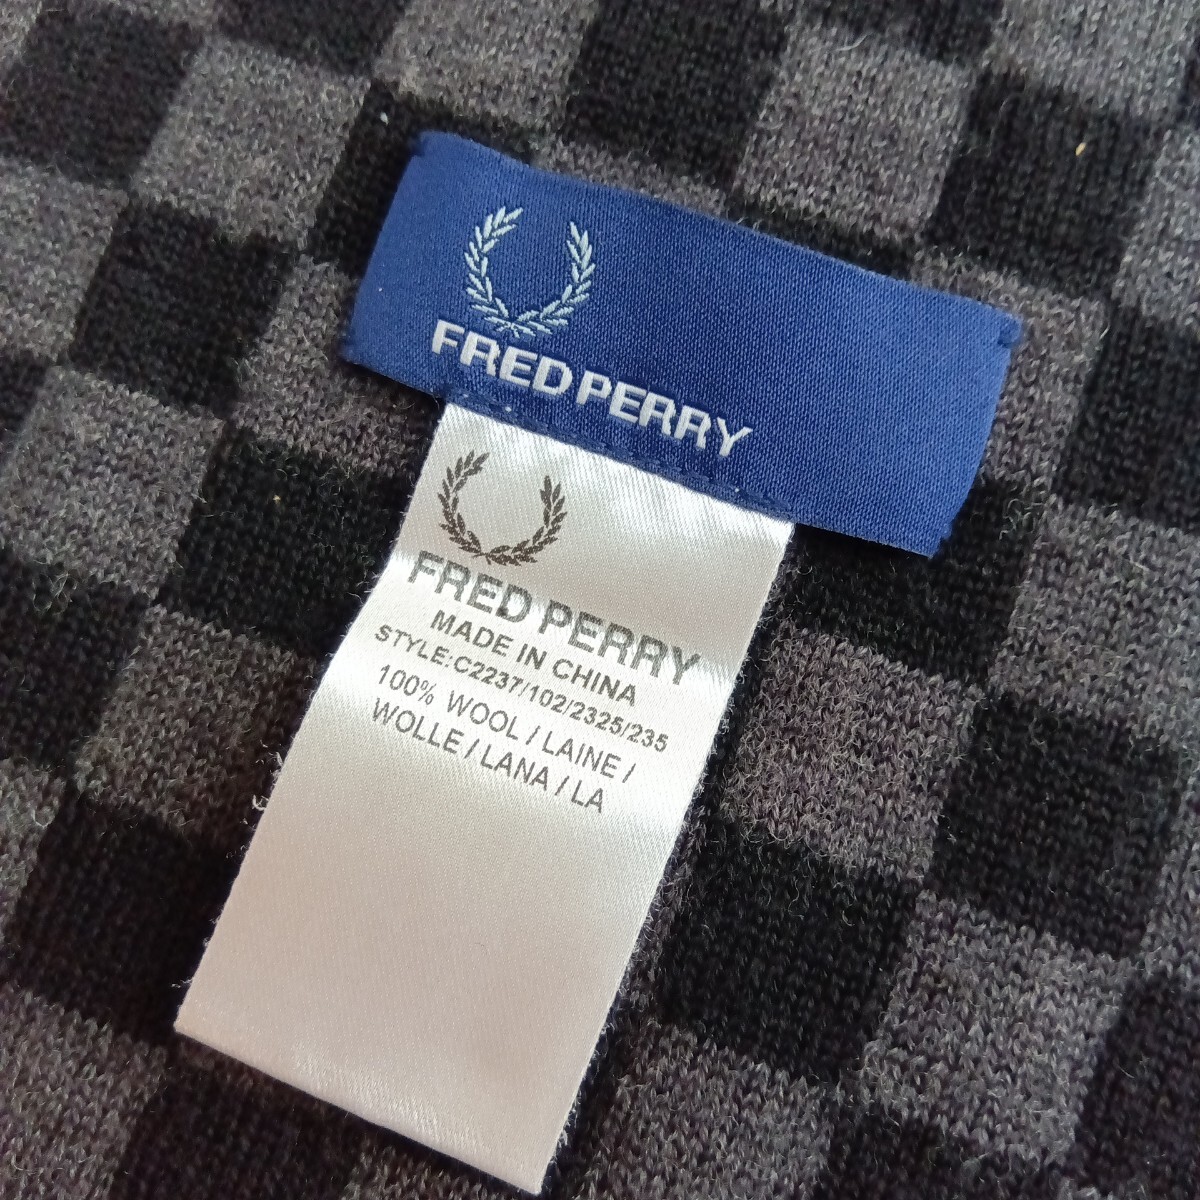 FRED PERRY
FRED PERRY
MADE IN CHINA
STYLE:C2237/102/2325/235
100% WOOL / LAINE /
WOLLE / LANA / LA